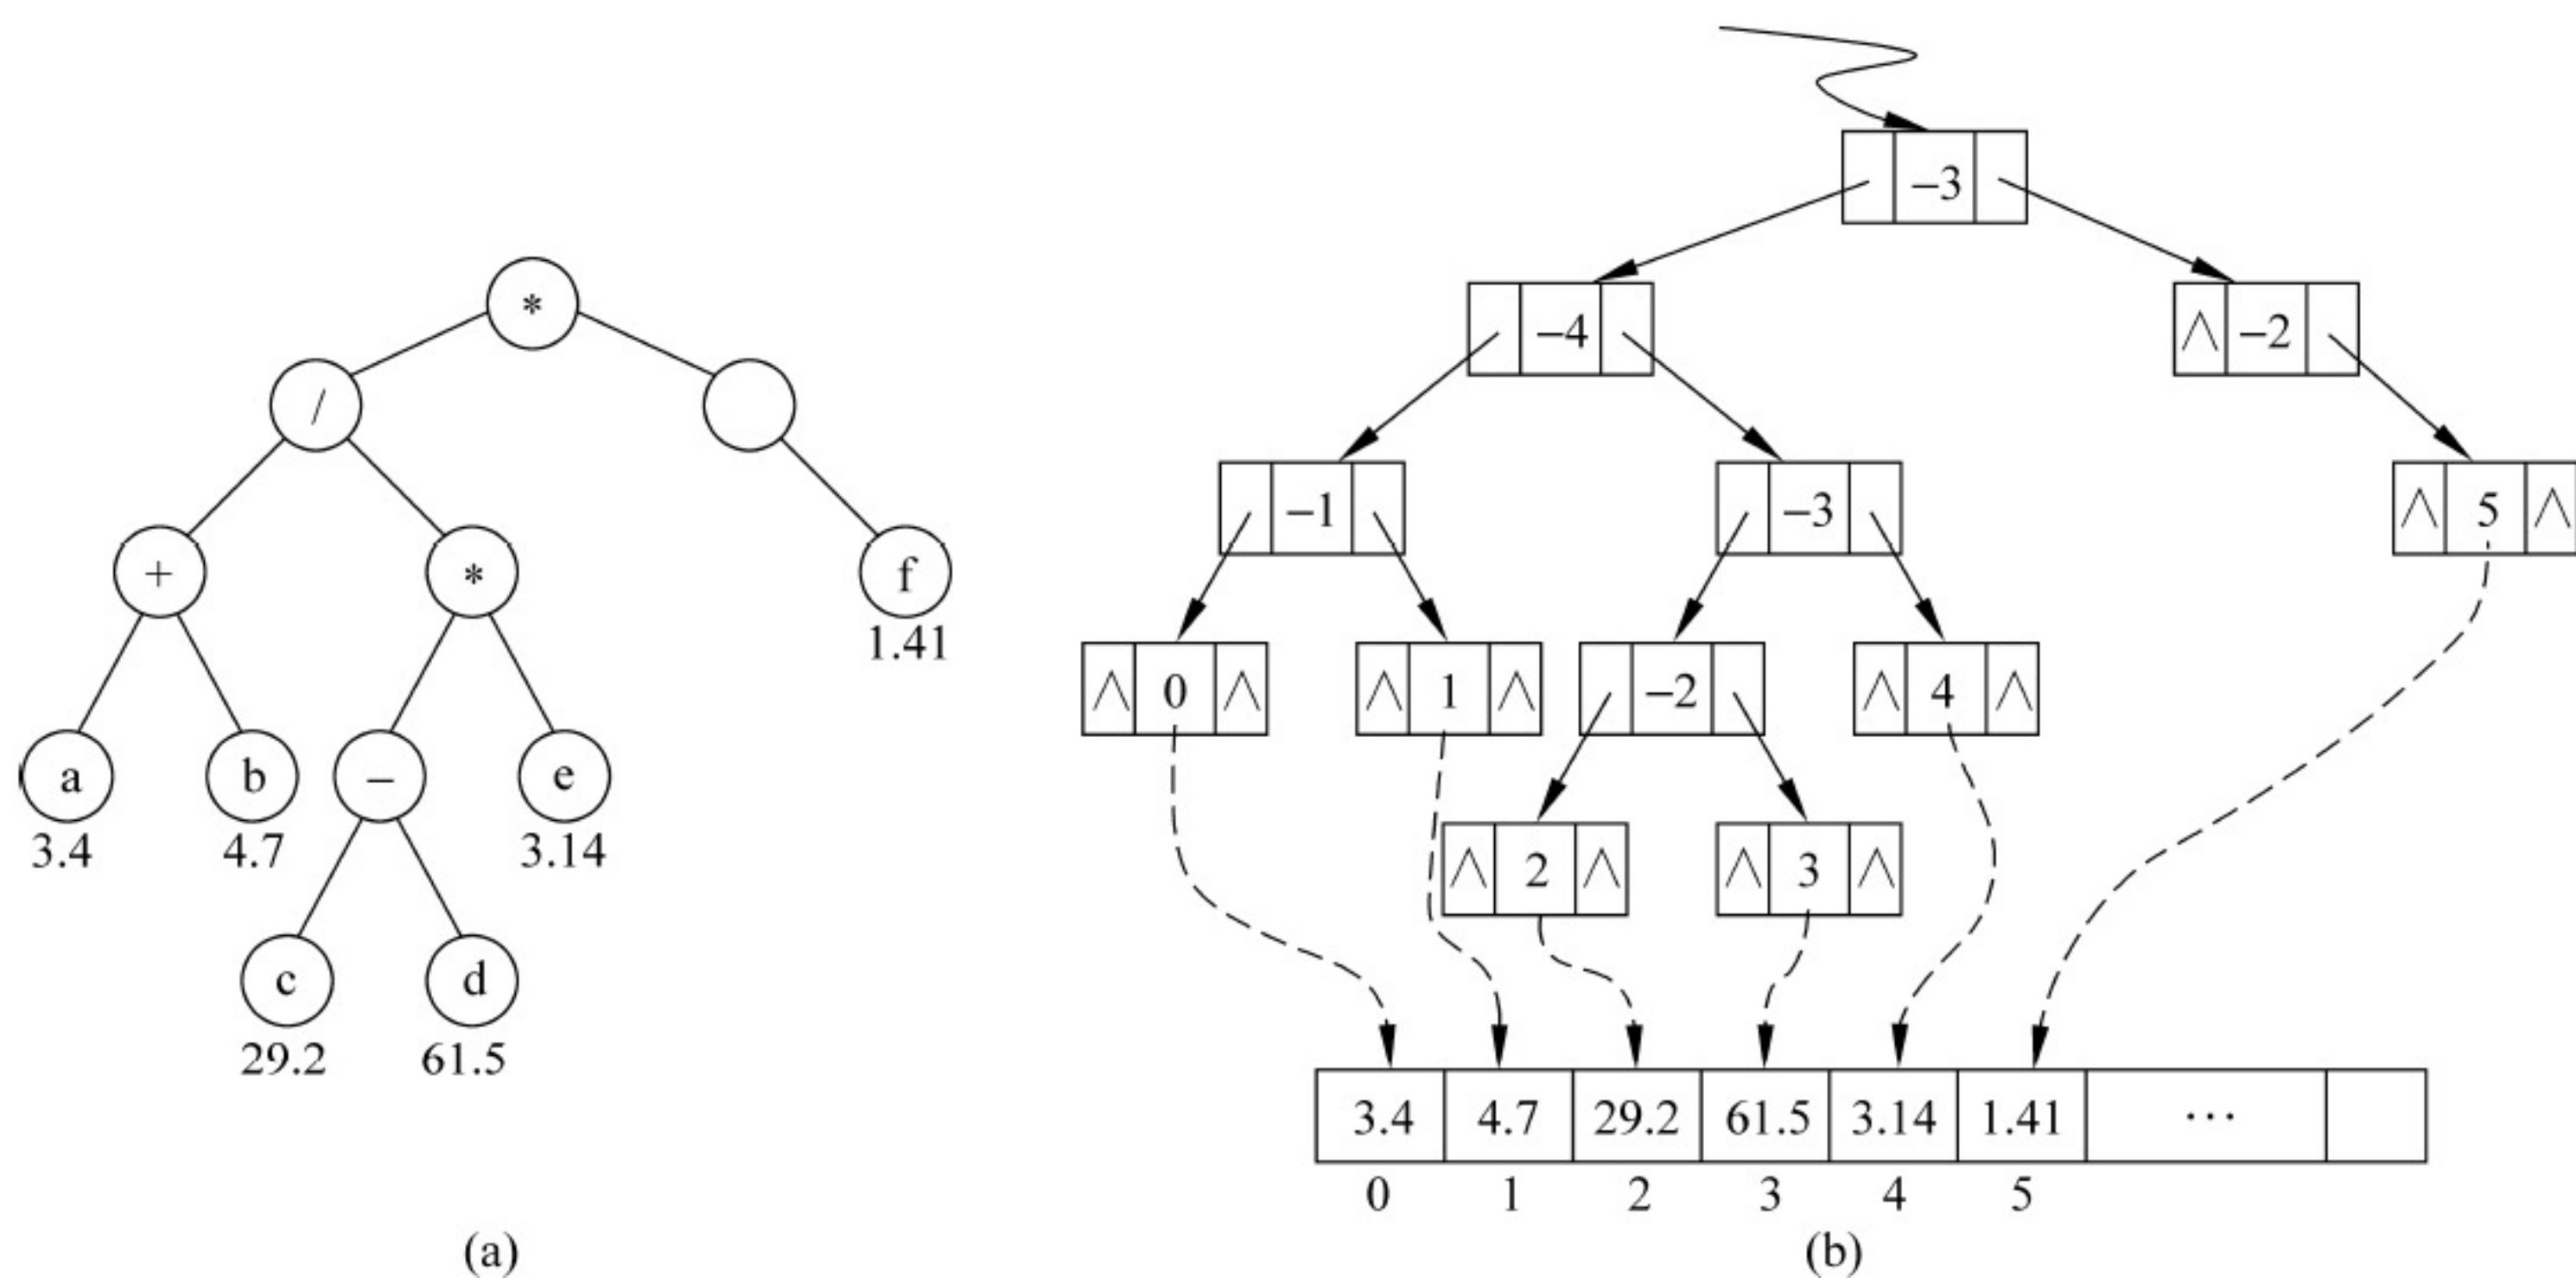 *
/
+ *
f
1.41
a b – e
3.4 4.7 3.14
c d
29.2 61.5
(a)
–3
–4 ∧ –2
–1 –3 ∧ 5 ∧
∧ 0 ∧ ∧ 1 ∧ –2 ∧ 4 ∧
∧ 2 ∧ ∧ 3 ∧
3.4 4.7 29.2 61.5 3.14 1.41 ···
0 1 2 3 4 5
(b)